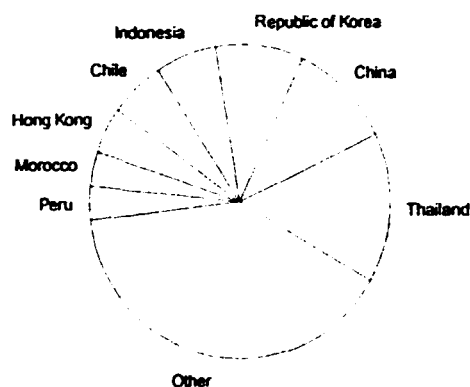 Republic of Korea
Indonesia
Chile
China
Hong Kong
Morocco
Peru
Thailand
Other